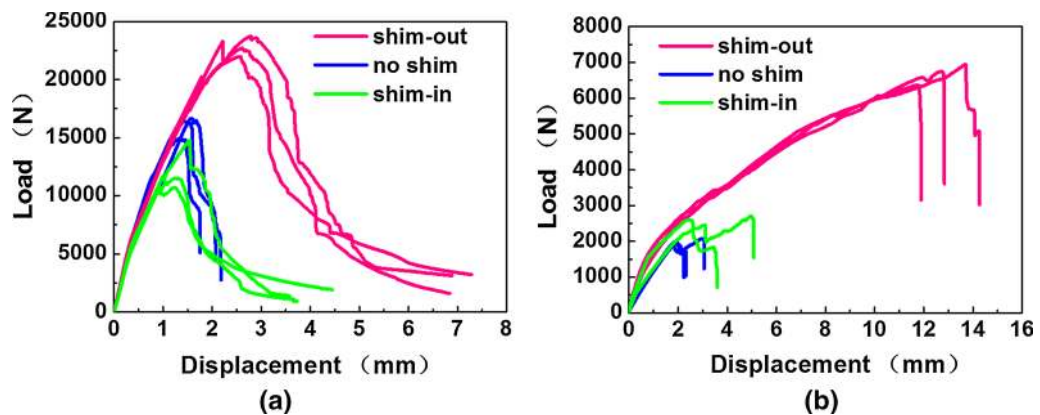 25000
20000
15000
10000
5000
0
Load （N）
shim-out
no shim
shim-in
0 1 2 3 4 5 6 7 8
Displacement （mm）
(a)
8000
7000
6000
5000
4000
3000
2000
1000
0
Load （N）
shim-out
no shim
shim-in
0 2 4 6 8 10 12 14 16
Displacement （mm）
(b)